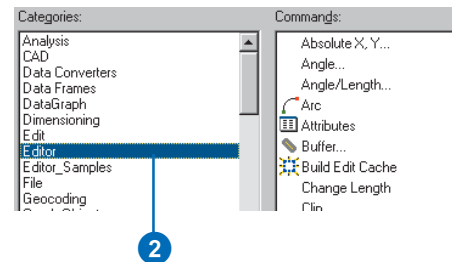 Categories:
Analysis
CAD
Data Converters
Data Frames
DataGraph
Dimensioning
Edit
Editor
Editor_Samples
File
Geocoding
Commands:
Absolute X, Y...
Angle...
Angle/Length...
Arc
Attributes
Buffer...
Build Edit Cache
Change Length
Clip
2